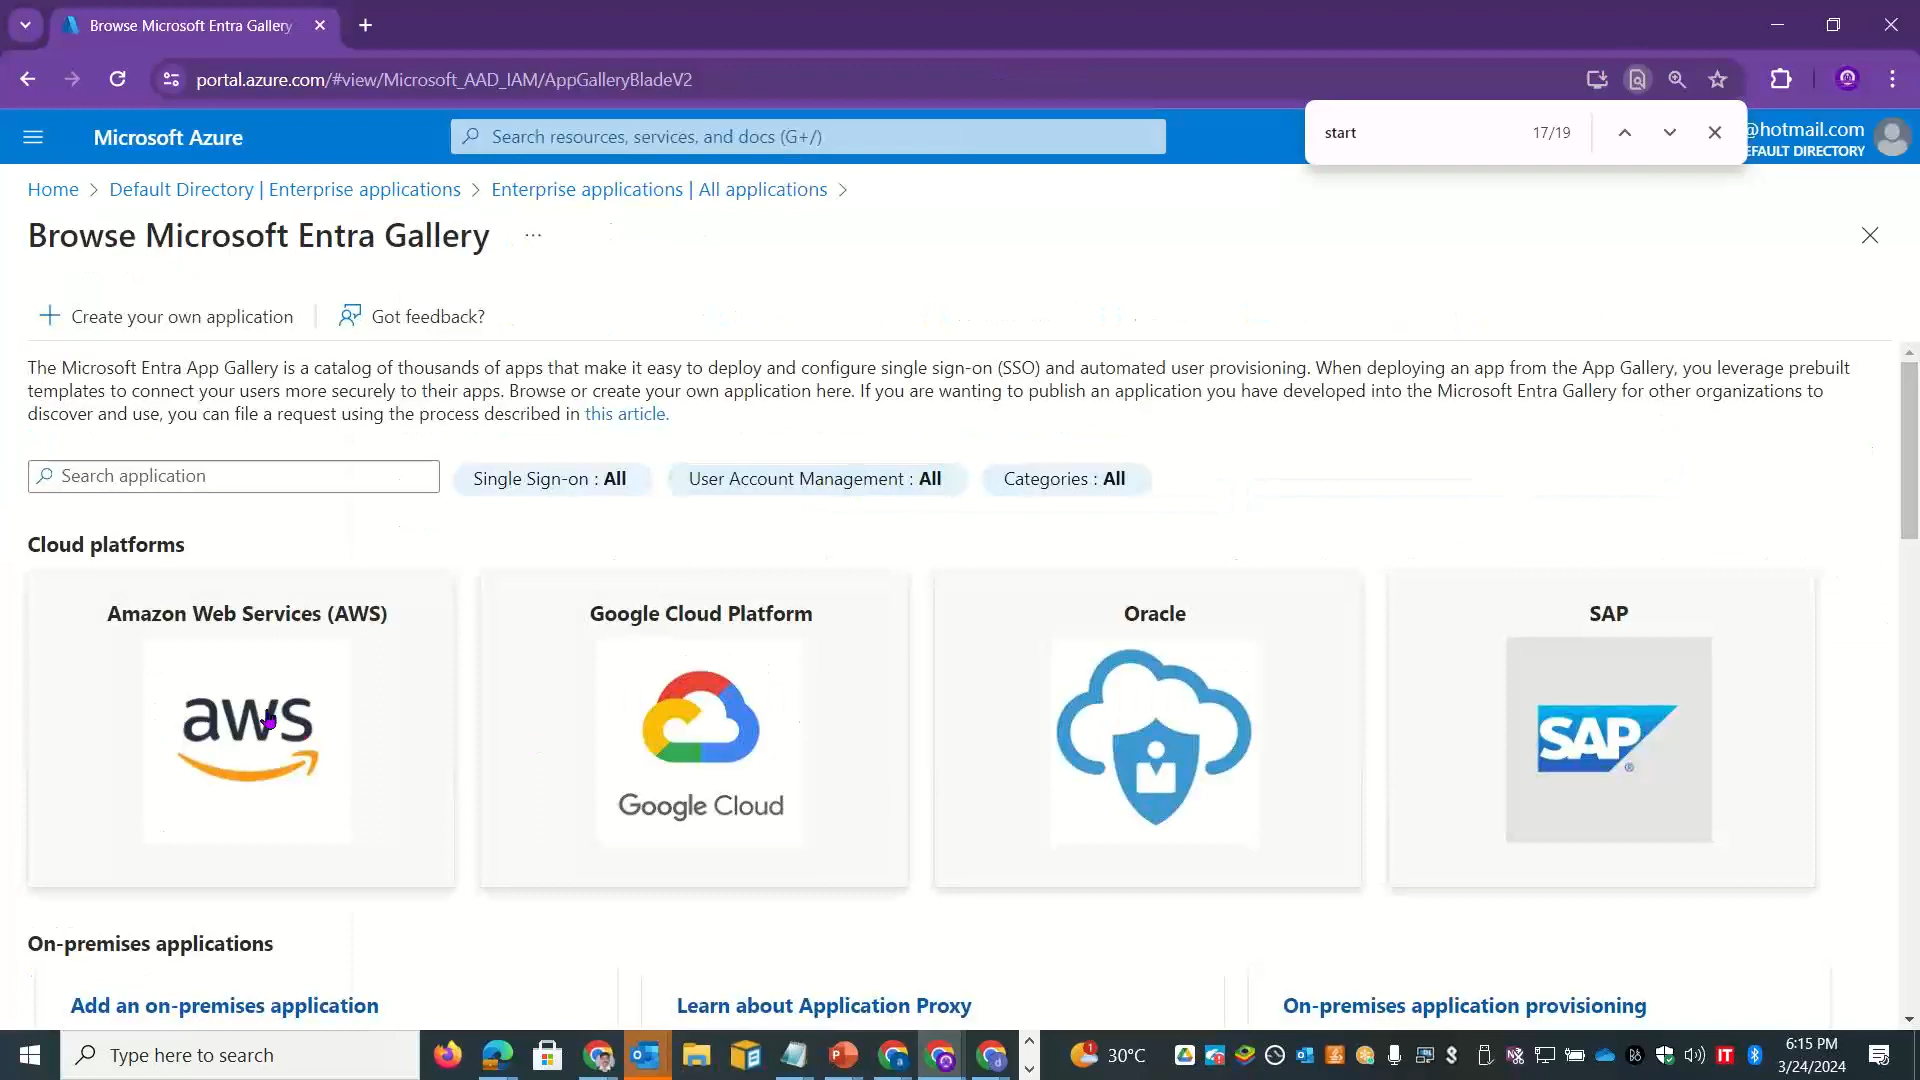 Browse Microsoft Entra Gallery
portal.azure.com/#view/Microsoft_AAD_IAM/AppGalleryBladeV2
start
17/19
Microsoft Azure
Search resources, services, and docs (G+/)
@hotmail.com
EFAULT DIRECTORY
Home > Default Directory | Enterprise applications > Enterprise applications | All applications >
Browse Microsoft Entra Gallery ...
Create your own application
Got feedback?
The Microsoft Entra App Gallery is a catalog of thousands of apps that make it easy to deploy and configure single sign-on (SSO) and automated user provisioning. When deploying an app from the App Gallery, you leverage prebuilt
templates to connect your users more securely to their apps. Browse or create your own application here. If you are wanting to publish an application you have developed into the Microsoft Entra Gallery for other organizations to
discover and use, you can file a request using the process described in this article.
Search application
Single Sign-on : All
User Account Management : All
Categories : All
Cloud platforms
Amazon Web Services (AWS)
Google Cloud Platform
Oracle
SAP
aws
Google Cloud
SAP ®
On-premises applications
Add an on-premises application
Learn about Application Proxy
On-premises application provisioning
Type here to search
30°C
6:15 PM
3/24/2024